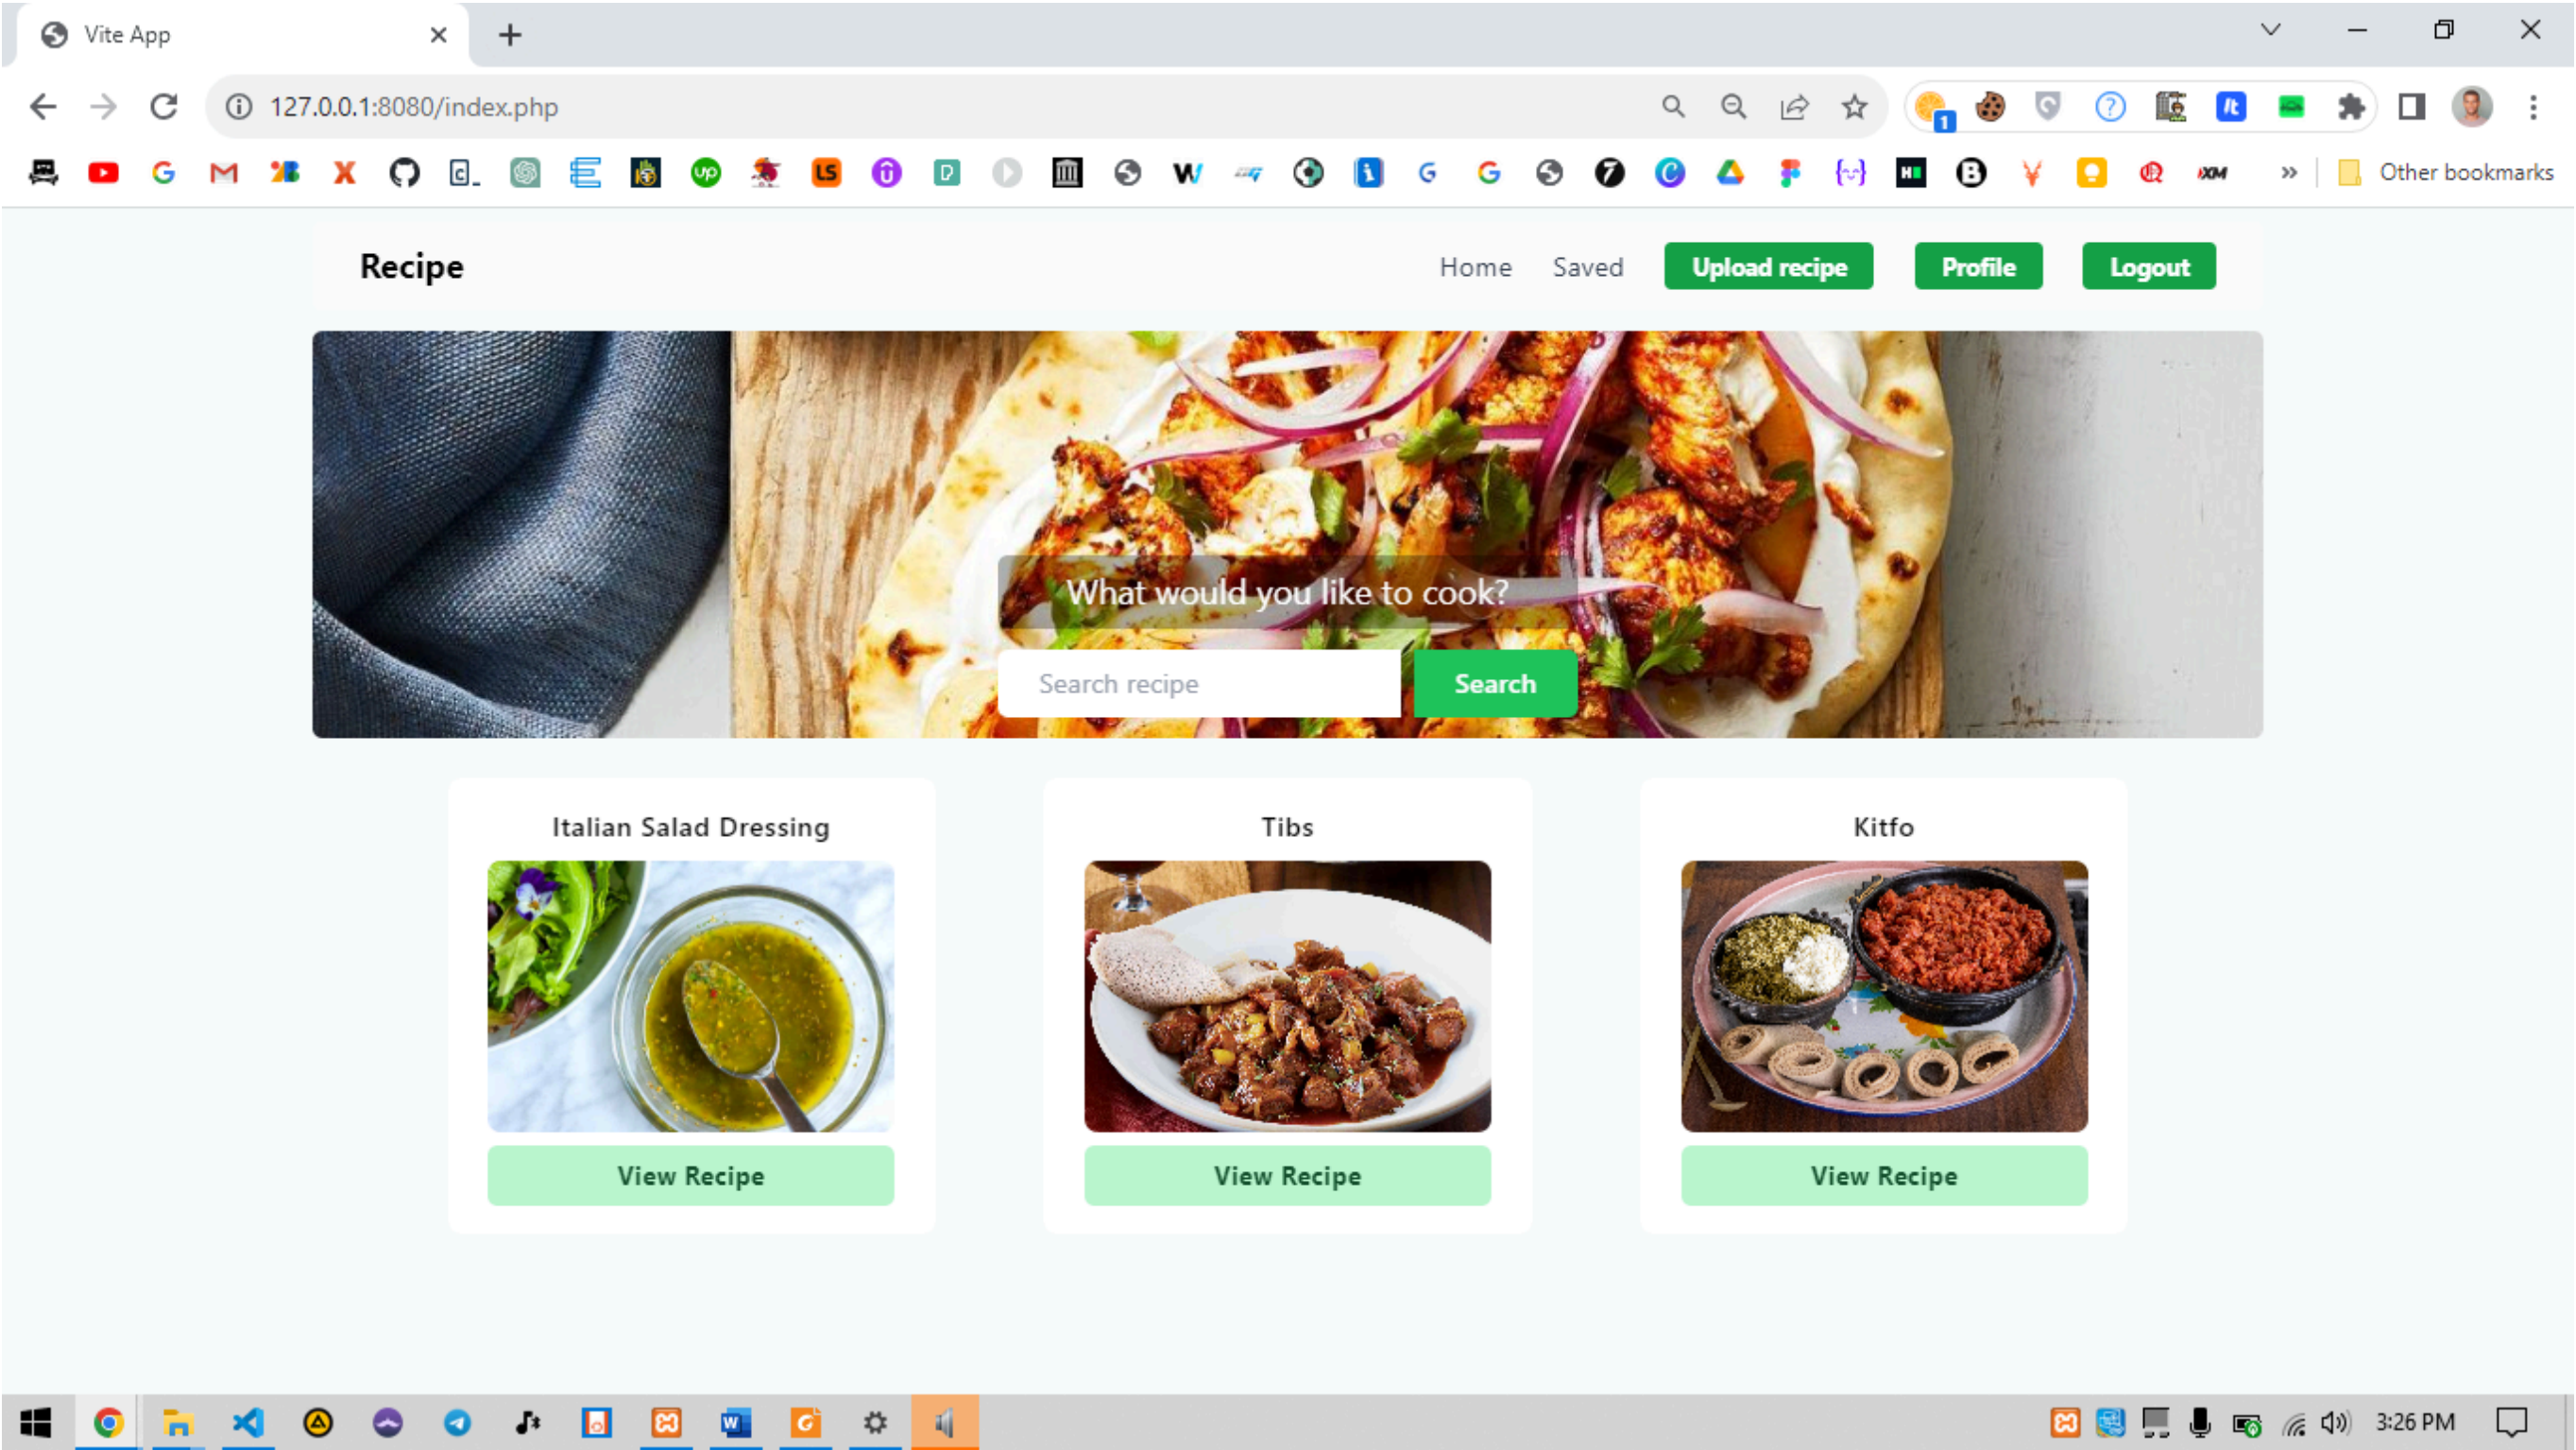 Vite App
127.0.0.1:8080/index.php
1
Other bookmarks
Recipe
Home Saved Upload recipe Profile Logout
What would you like to cook?
Search recipe Search
Italian Salad Dressing
Tibs
Kitfo
View Recipe
View Recipe
View Recipe
3:26 PM